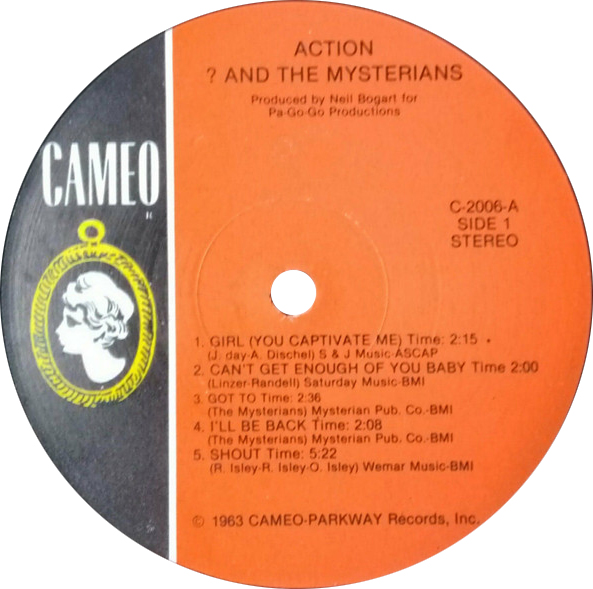 ACTION
? AND THE MYSTERIANS
Produced by Neil Bogart for
Pa-Go-Go Productions
CAMEO
C-2006-A
SIDE 1
STEREO
1. GIRL (YOU CAPTIVATE ME) Time: 2:15
(J. day-A. Dischel) S & J Music-ASCAP
2. CAN'T GET ENOUGH OF YOU BABY Time 2:00
(Linzer-Randell) Saturday Music-BMI
3. GOT TO Time: 2:36
(The Mysterians) Mysterian Pub. Co.-BMI
4. I'LL BE BACK Time: 2:08
(The Mysterians) Mysterian Pub. Co.-BMI
5. SHOUT Time: 5:22
(R. Isley-R. Isley-O. Isley) Wemar Music-BMI
© 1963 CAMEO-PARKWAY Records, Inc.